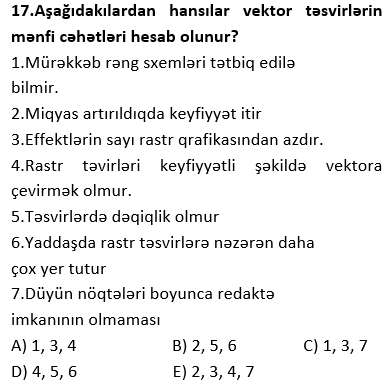 17.Aşağıdakılardan hansılar vektor təsvirlərin
mənfi cəhətləri hesab olunur?
1.Mürəkkəb rəng sxemləri tətbiq edilə
bilmir.
2.Miqyas artırıldıqda keyfiyyət itir
3.Effektlərin sayı rastr qrafikasından azdır.
4.Rastr təvirləri keyfiyyətli şəkildə vektora
çevirmək olmur.
5.Təsvirlərdə dəqiqlik olmur
6.Yaddaşda rastr təsvirlərə nəzərən daha
çox yer tutur
7.Düyün nöqtələri boyunca redaktə
imkanının olmaması
A) 1, 3, 4 B) 2, 5, 6 C) 1, 3, 7
D) 4, 5, 6 E) 2, 3, 4, 7